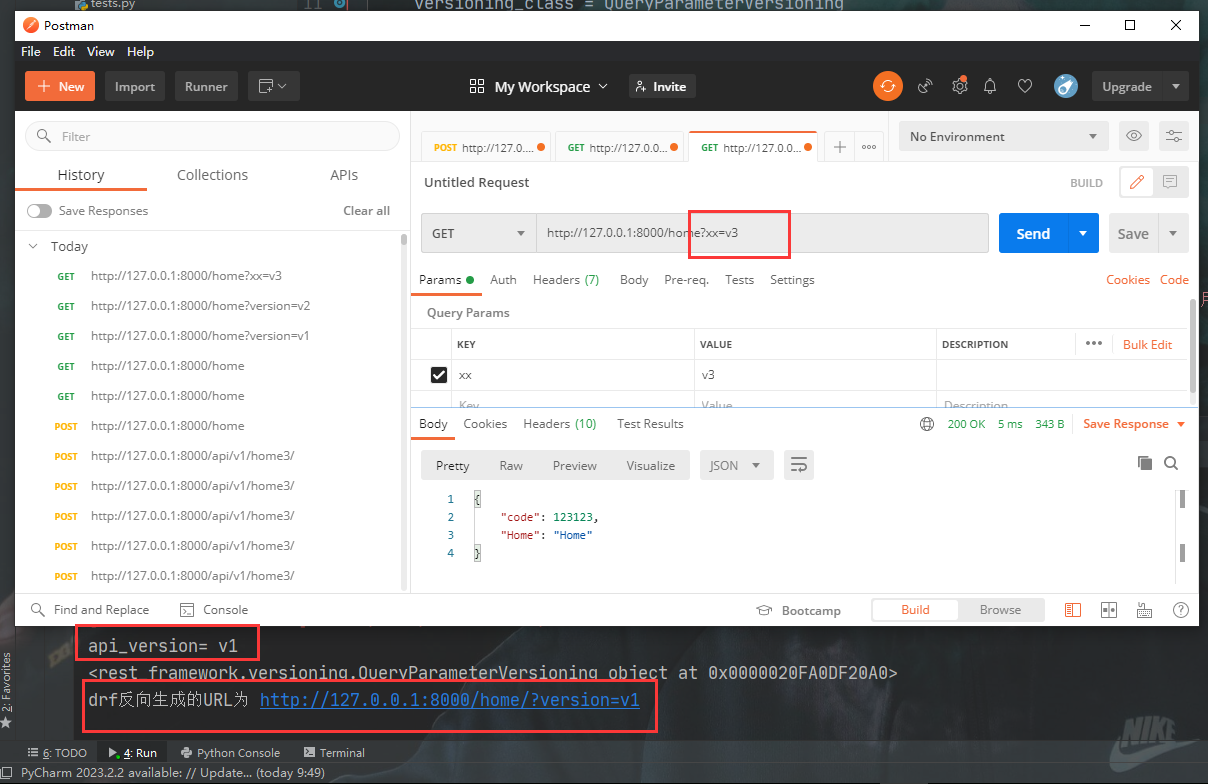 tests.py
11
versioning_class = QueryParameterVersioning
Postman
File Edit View Help
New Import Runner My Workspace Invite Upgrade
Filter
History Collections APIs
Save Responses Clear all
Today
GET http://127.0.0.1:8000/home?xx=v3
GET http://127.0.0.1:8000/home?version=v2
GET http://127.0.0.1:8000/home?version=v1
GET http://127.0.0.1:8000/home
GET http://127.0.0.1:8000/home
POST http://127.0.0.1:8000/home
POST http://127.0.0.1:8000/api/v1/home3/
POST http://127.0.0.1:8000/api/v1/home3/
POST http://127.0.0.1:8000/api/v1/home3/
POST http://127.0.0.1:8000/api/v1/home3/
POST http://127.0.0.1:8000/api/v1/home3/
POST http://127.0.... GET http://127.0.0... GET http://127.0.0... No Environment
Untitled Request BUILD
GET http://127.0.0.1:8000/home?xx=v3 Send Save
Params Auth Headers (7) Body Pre-req. Tests Settings Cookies Code
Query Params
KEY VALUE DESCRIPTION Bulk Edit
xx v3
Key Value Description
Body Cookies Headers (10) Test Results 200 OK 5 ms 343 B Save Response
Pretty Raw Preview Visualize JSON
1 {
2 "code": 123123,
3 "Home": "Home"
4 }
Find and Replace Console Bootcamp Build Browse
api_version= v1
<rest_framework.versioning.QueryParameterVersioning object at 0x0000020FA0DF20A0>
drf反向生成的URL为 http://127.0.0.1:8000/home/?version=v1
2: Favorites
NIKE
6: TODO 4: Run Python Console Terminal
PyCharm 2023.2.2 available: // Update... (today 9:49)